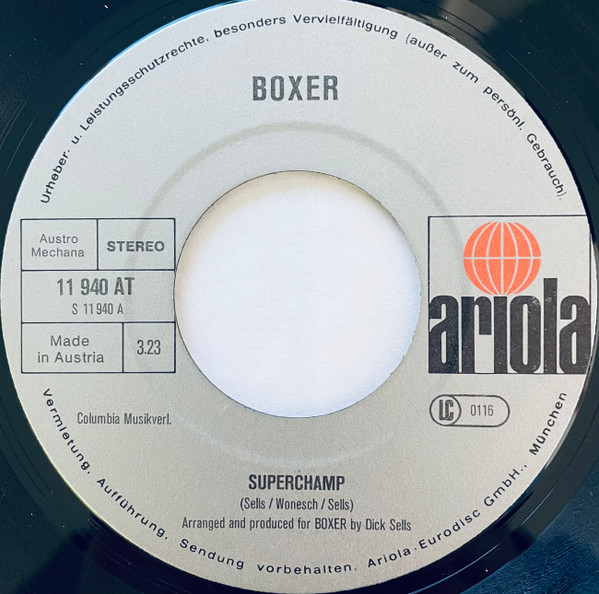 Urheber- u. Leistungsschutzrechte, besonders Vervielfältigung (außer zum persönl. Gebrauch).
BOXER
Austro
Mechana
STEREO
11 940 AT
S 11 940 A
Made
in Austria
3.23
ariola
LC 0116
Columbia Musikverl.
SUPERCHAMP
(Sells / Wonesch / Sells)
Arranged and produced for BOXER by Dick Sells
Vermietung, Aufführung, Sendung vorbehalten. Ariola-Eurodisc GmbH., München